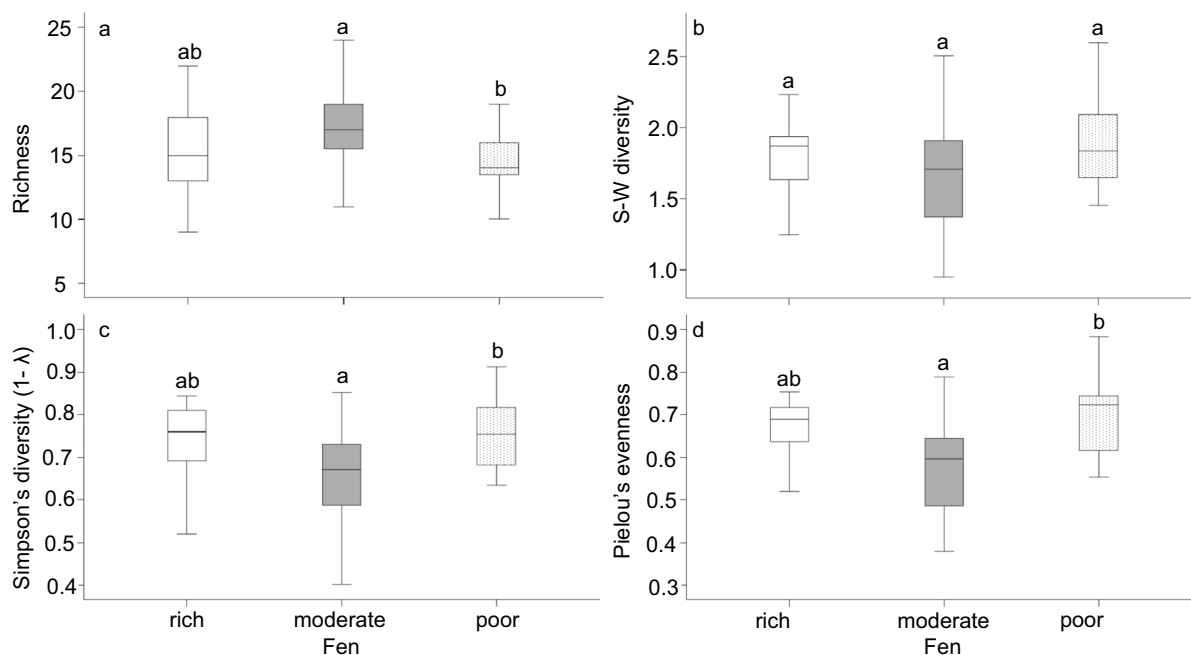 a
25
20
15
10
5
Richness
ab
a
b
b
2.5
2.0
1.5
1.0
S-W diversity
a
a
a
c
1.0
0.9
0.8
0.7
0.6
0.5
0.4
Simpson's diversity (1- λ)
ab
a
b
rich
moderate
poor
Fen
d
0.9
0.8
0.7
0.6
0.5
0.4
0.3
Pielou's evenness
ab
a
b
rich
moderate
poor
Fen